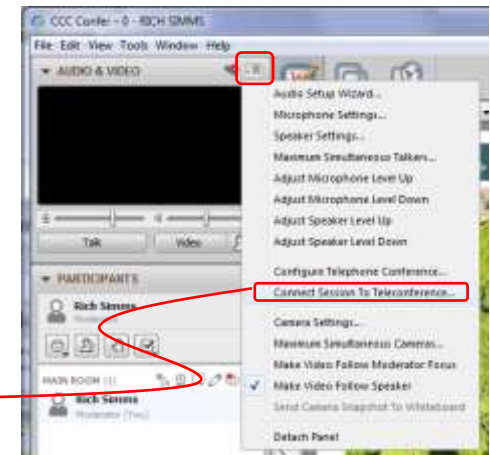 CCC Confer - 0 - RICH SIMMS
File Edit View Tools Window Help
AUDIO & VIDEO
Talk
Video
PARTICIPANTS
Rich Simms
Moderator
MAIN ROOM (1)
Rich Simms
Moderator (You)
Audio Setup Wizard...
Microphone Settings...
Speaker Settings...
Maximum Simultaneous Talkers...
Adjust Microphone Level Up
Adjust Microphone Level Down
Adjust Speaker Level Up
Adjust Speaker Level Down
Configure Telephone Conference...
Connect Session To Teleconference...
Camera Settings...
Maximum Simultaneous Cameras...
Make Video Follow Moderator Focus
Make Video Follow Speaker
Send Camera Snapshot To Whiteboard
Detach Panel